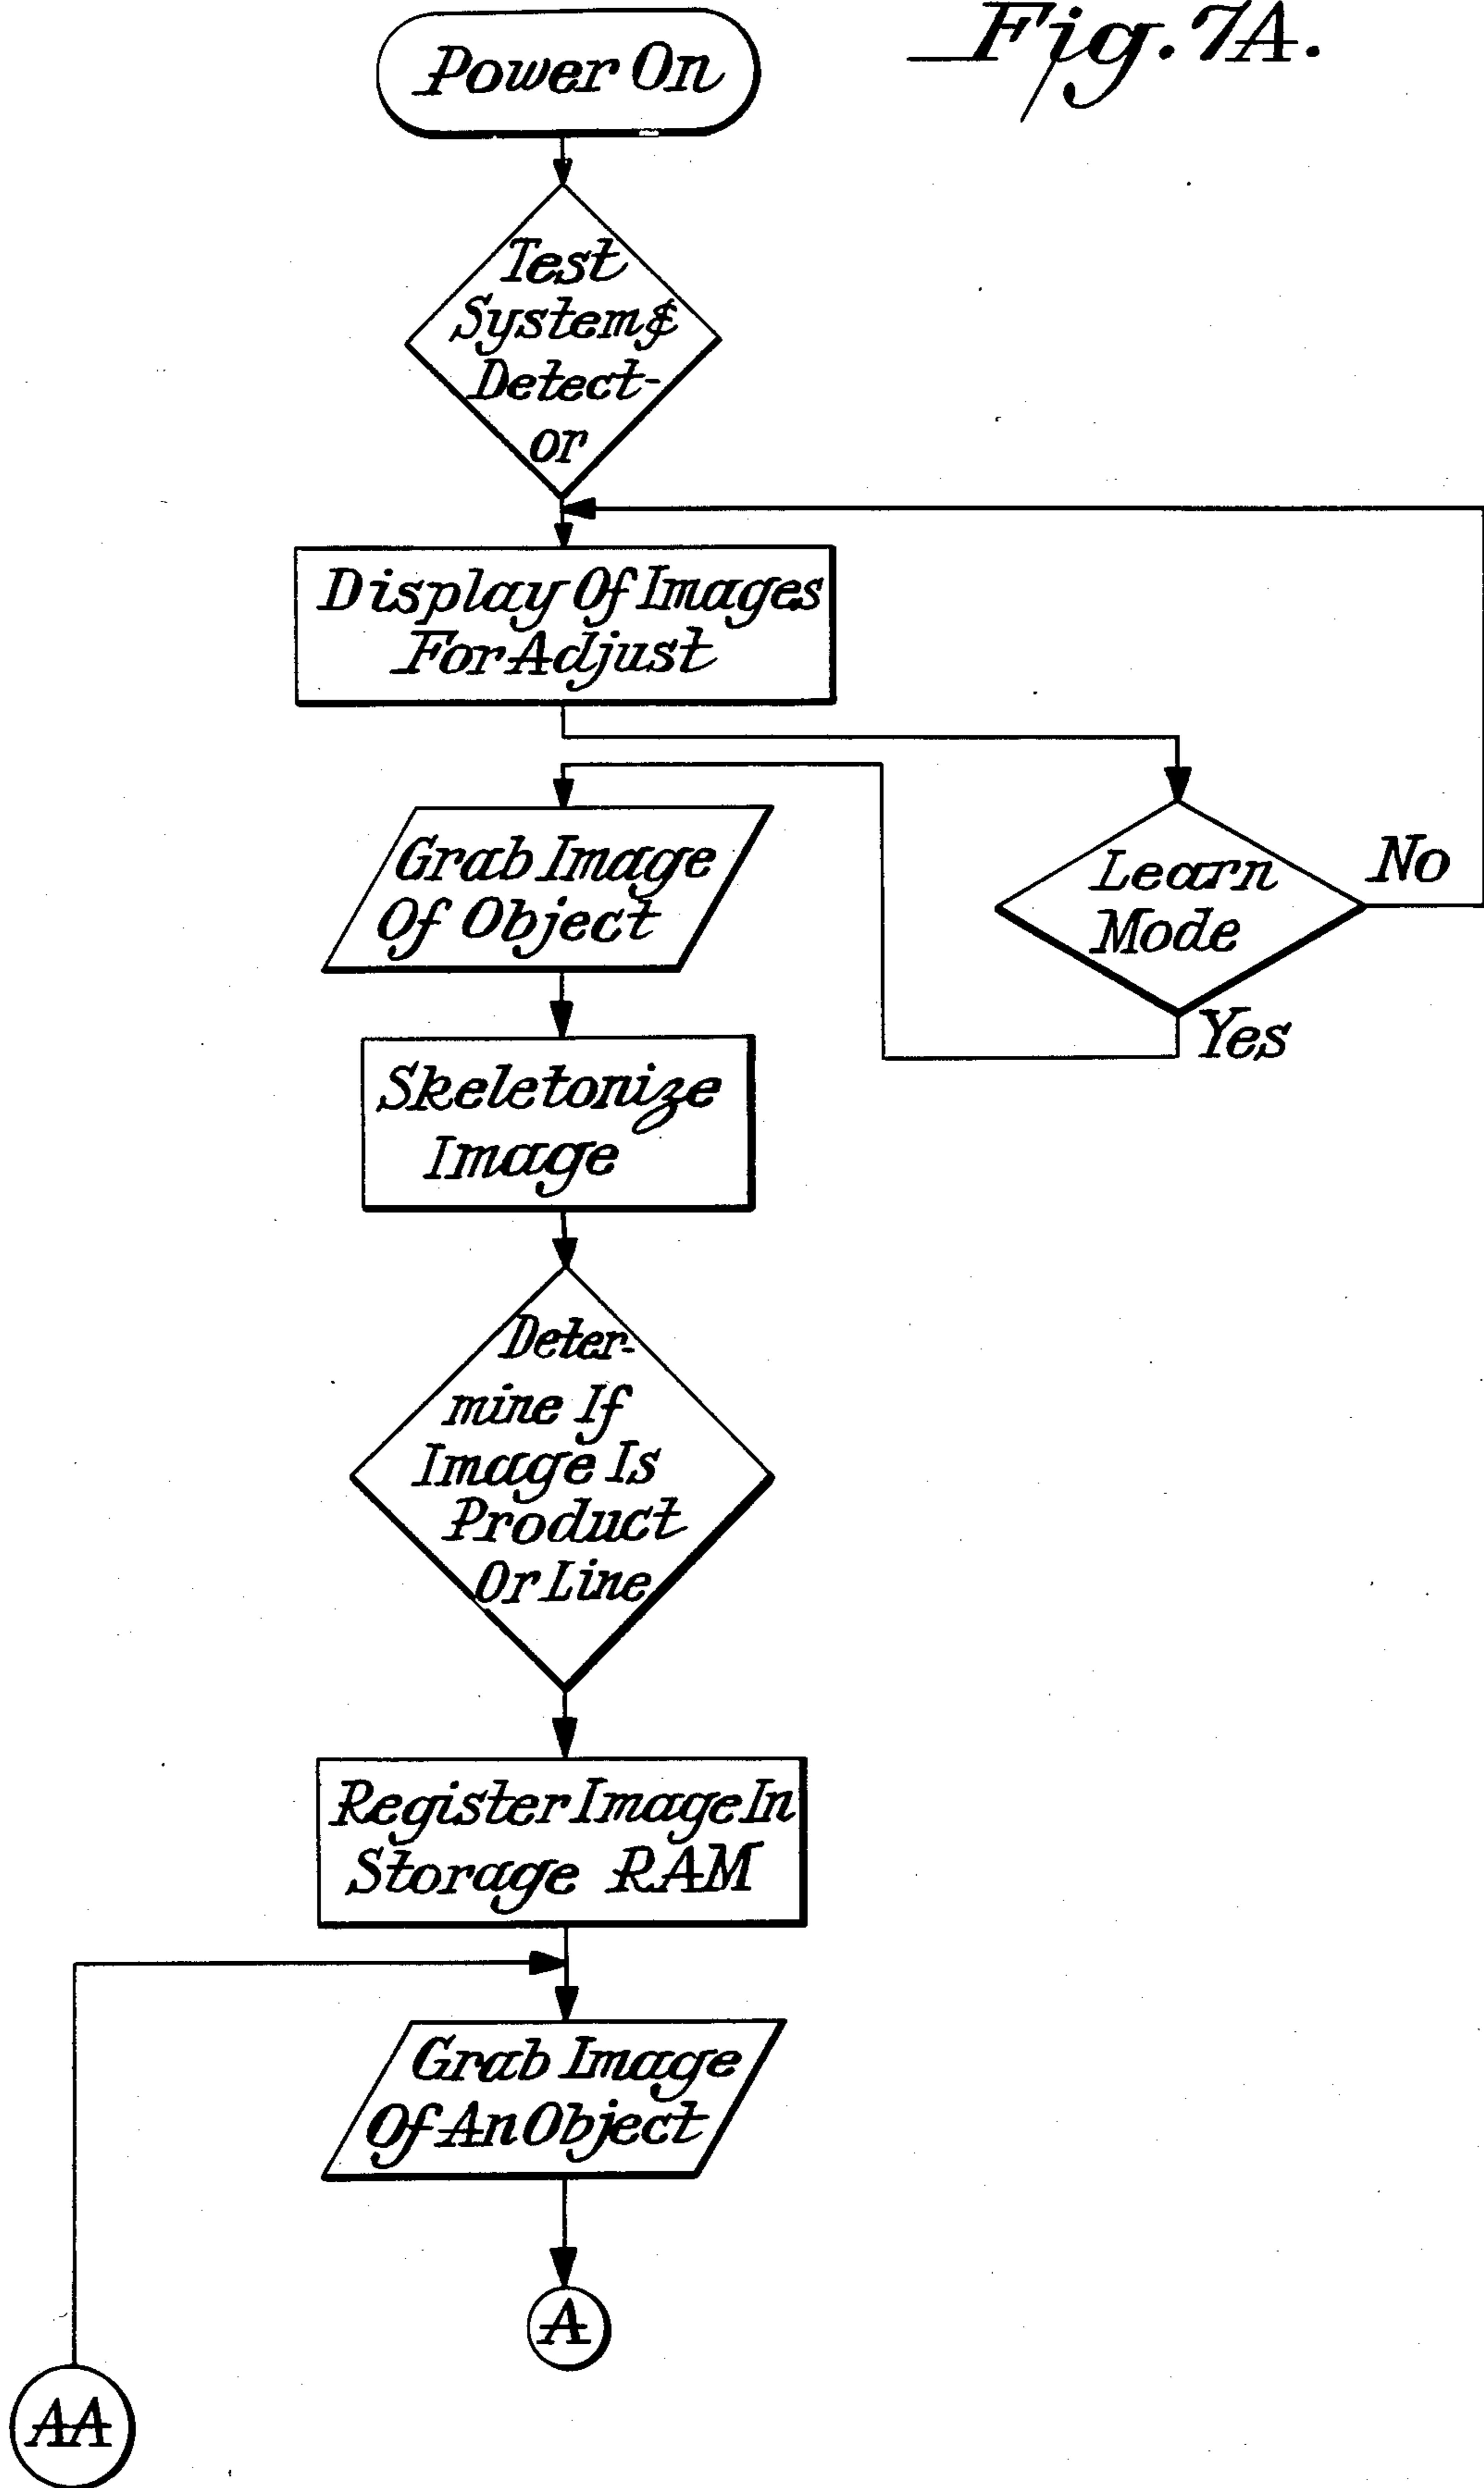 Fig. 7A.
Power On
Test
System &
Detect-
or
Display Of Images
For Adjust
Learn
Mode
No
Yes
Grab Image
Of Object
Skeletonize
Image
Deter-
mine If
Image Is
Product
Or Line
Register Image In
Storage RAM
Grab Image
Of An Object
A
AA